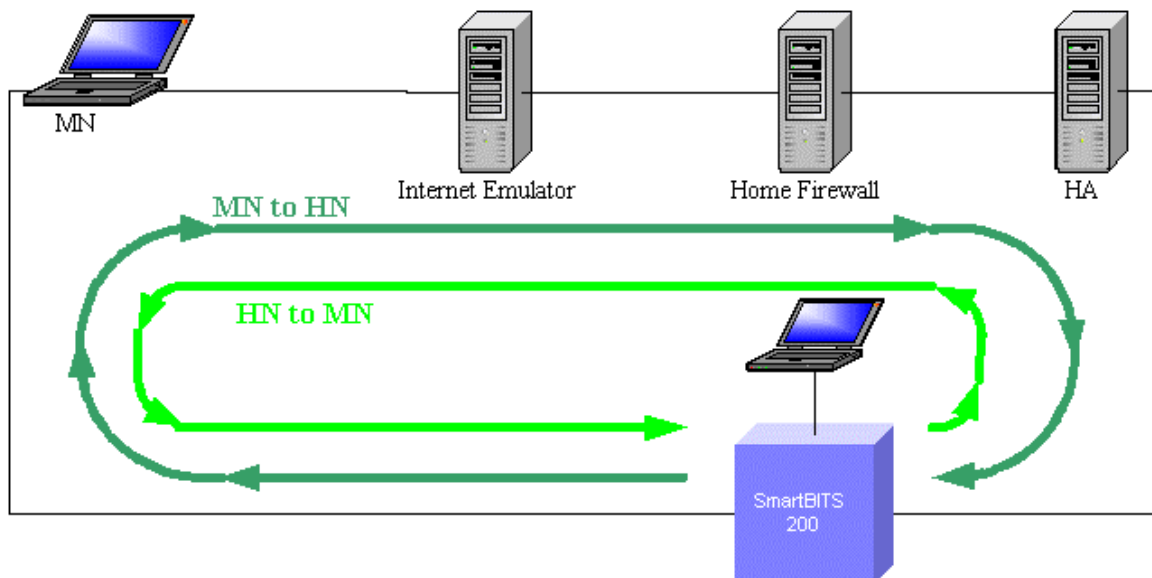 MN
Internet Emulator
Home Firewall
HA
MN to HN
HN to MN
SmartBITS
200